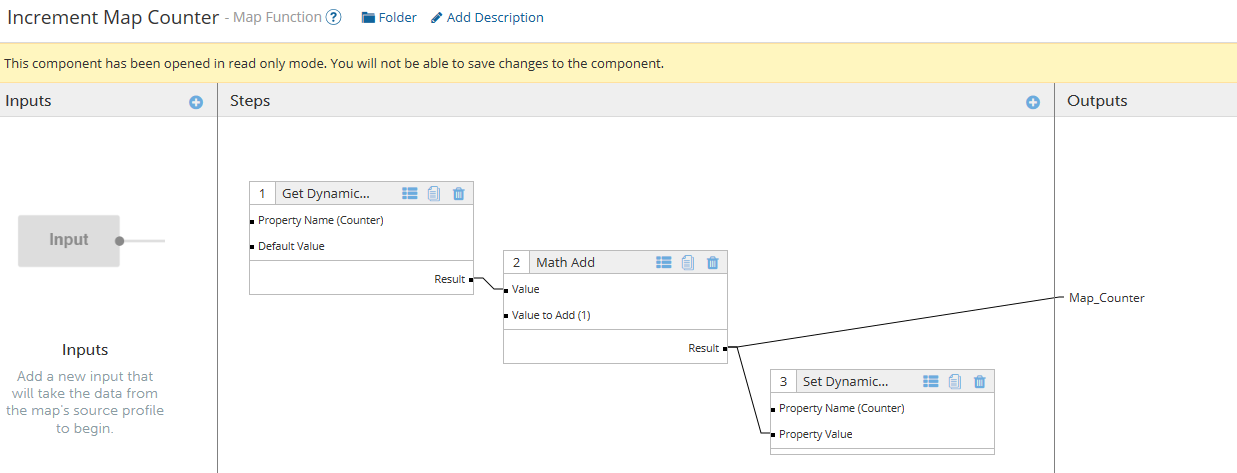 Increment Map Counter - Map Function ? Folder Add Description
This component has been opened in read only mode. You will not be able to save changes to the component.
Inputs
Steps
Outputs
Input
Inputs
Add a new input that
will take the data from
the map's source profile
to begin.
1 Get Dynamic...
Property Name (Counter)
Default Value
Result
2 Math Add
Value
Value to Add (1)
Result
3 Set Dynamic...
Property Name (Counter)
Property Value
Map_Counter